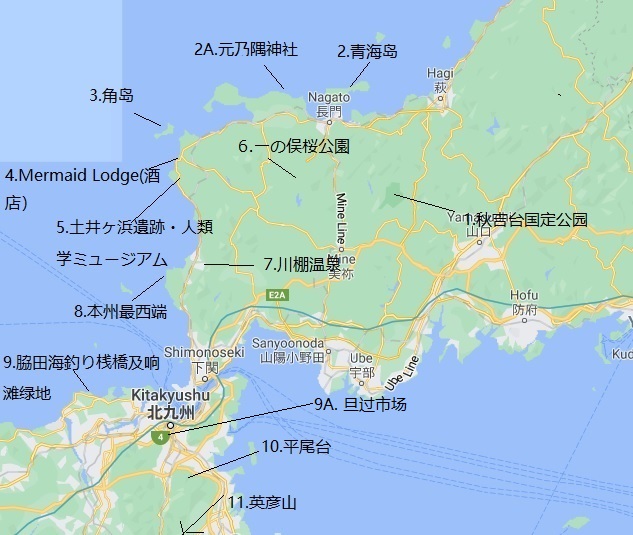 2A.元乃隅神社
2.青海岛
Hagi
萩
3.角岛
Nagato
長門
6.一の俣桜公園
4.Mermaid Lodge(酒
店)
1.秋吉台国定公园
山口
5.土井ヶ浜遺跡・人類
学ミュージアム
Mine Line
7.川棚温泉
Mine
美祢
E2A
8.本州最西端
Hofu
防府
Sanyoonoda
山陽小野田
Shimonoseki
下関
Ube
宇部
Ube Line
9.脇田海釣り桟橋及响
滩绿地
Kitakyushu
北九州
9A. 旦过市场
4
10.平尾台
11.英彦山